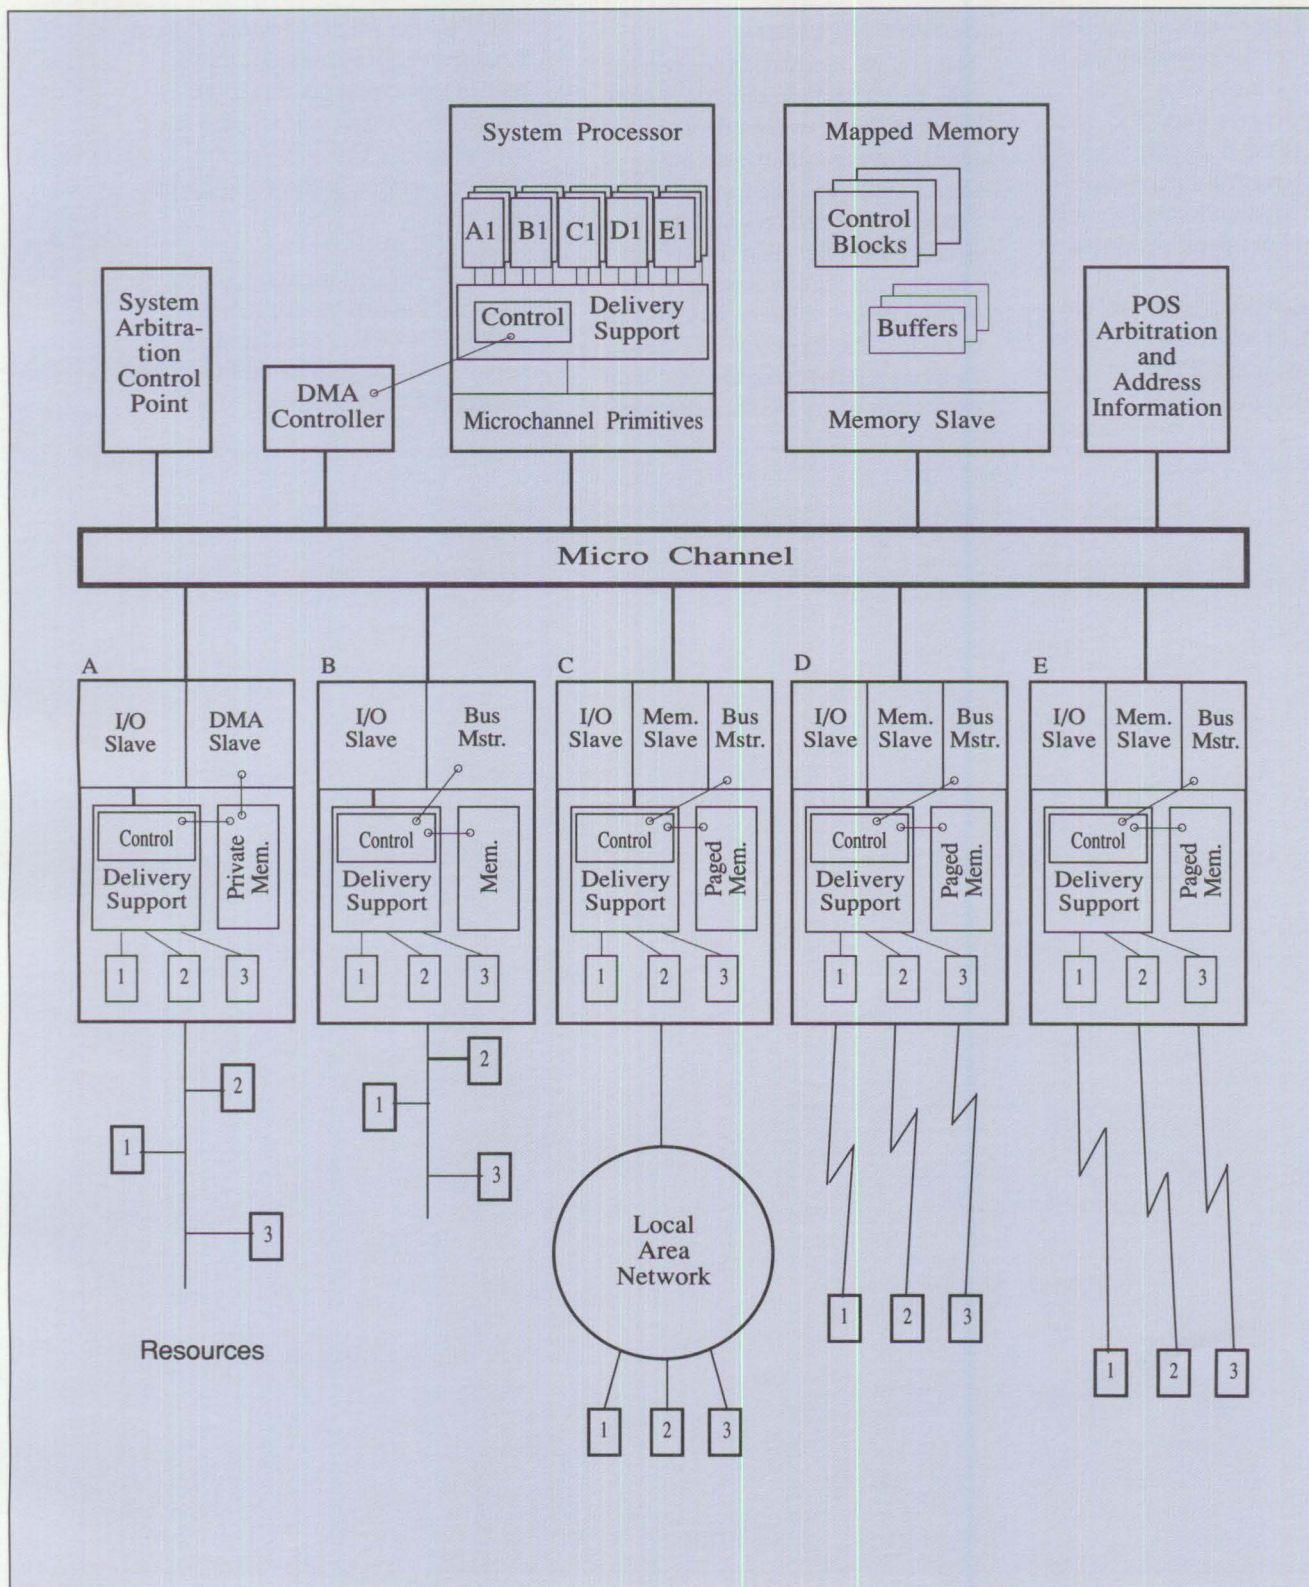 System Processor
A1 B1 C1 D1 E1
Control
Delivery
Support
Microchannel Primitives
Mapped Memory
Control
Blocks
Buffers
Memory Slave
System
Arbitra-
tion
Control
Point
DMA
Controller
POS
Arbitration
and
Address
Information
Micro Channel
A
I/O
Slave
DMA
Slave
Control
Delivery
Support
Private
Mem.
1 2 3
2
1
3
Resources
B
I/O
Slave
Bus
Mstr.
Control
Delivery
Support
Mem.
1 2 3
2
1
3
C
I/O
Slave
Mem.
Slave
Bus
Mstr.
Control
Delivery
Support
Paged
Mem.
1 2 3
Local
Area
Network
1 2 3
D
I/O
Slave
Mem.
Slave
Bus
Mstr.
Control
Delivery
Support
Paged
Mem.
1 2 3
1 2 3
E
I/O
Slave
Mem.
Slave
Bus
Mstr.
Control
Delivery
Support
Paged
Mem.
1 2 3
1 2 3